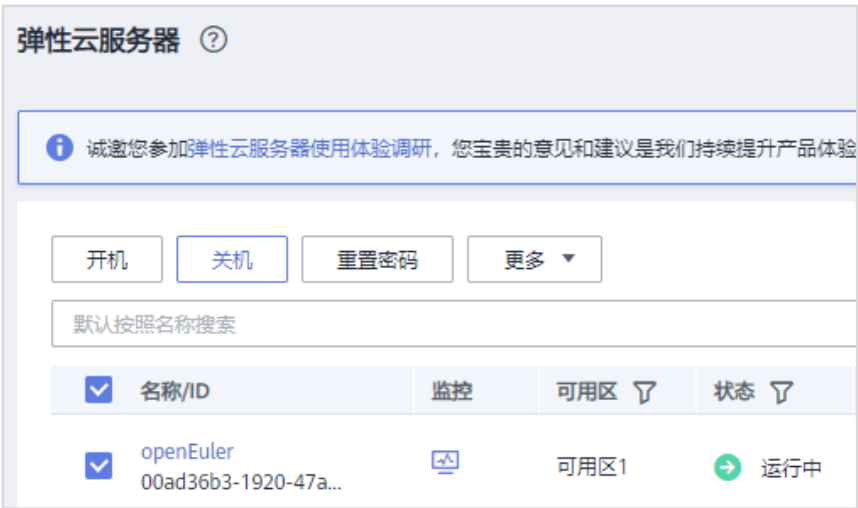 弹性云服务器 ?
诚邀您参加弹性云服务器使用体验调研，您宝贵的意见和建议是我们持续提升产品体验
开机 关机 重置密码 更多
默认按照名称搜索
名称/ID 监控 可用区 状态
openEuler
00ad36b3-1920-47a... 可用区1 运行中